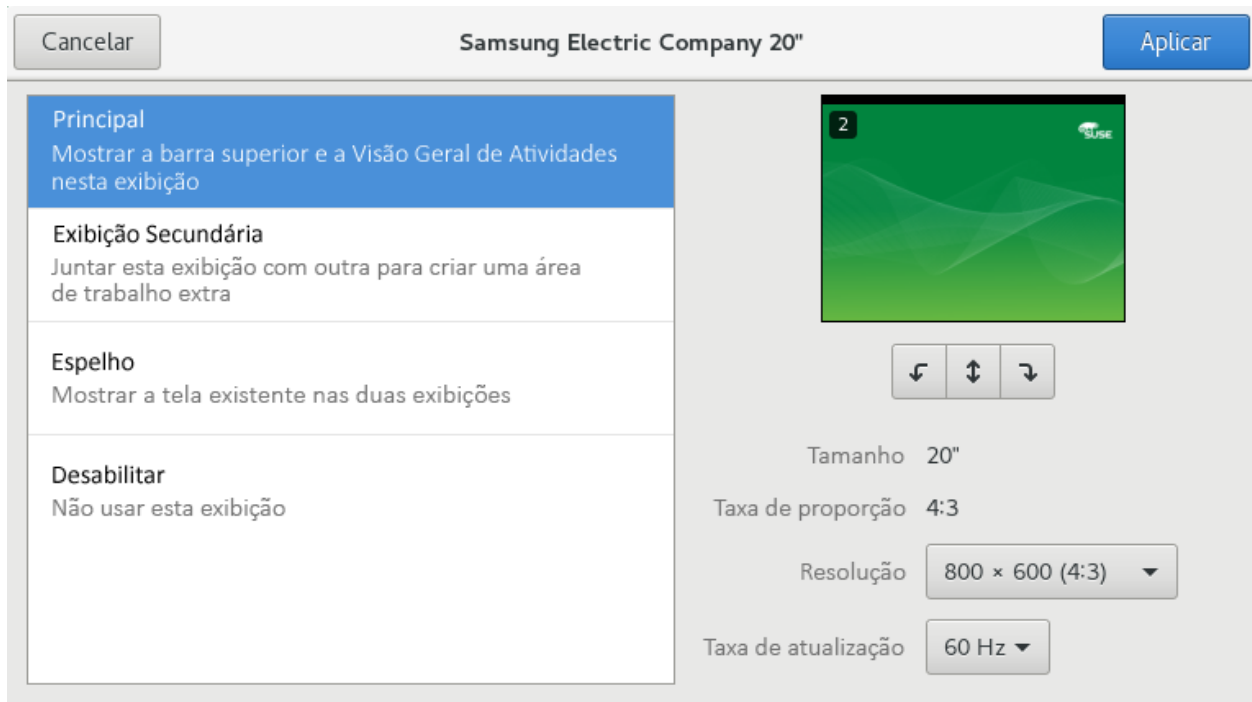 Cancelar
Samsung Electric Company 20"
Aplicar
Principal
Mostrar a barra superior e a Visão Geral de Atividades
nesta exibição
Exibição Secundária
Juntar esta exibição com outra para criar uma área
de trabalho extra
Espelho
Mostrar a tela existente nas duas exibições
Desabilitar
Não usar esta exibição
2
SUSE
Tamanho 20"
Taxa de proporção 4:3
Resolução 800 × 600 (4:3)
Taxa de atualização 60 Hz